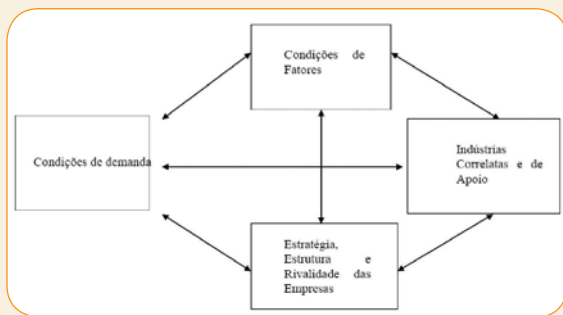 Condições de
Fatores
Condições de demanda
Indústrias
Correlatas e de
Apoio
Estratégia,
Estrutura e
Rivalidade das
Empresas